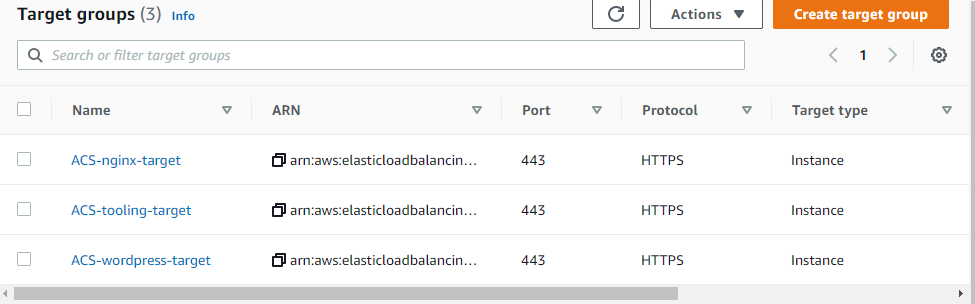 Target groups (3) Info Actions Create target group
Search or filter target groups 1
Name ARN Port Protocol Target type
ACS-nginx-target arn:aws:elasticloadbalancin... 443 HTTPS Instance
ACS-tooling-target arn:aws:elasticloadbalancin... 443 HTTPS Instance
ACS-wordpress-target arn:aws:elasticloadbalancin... 443 HTTPS Instance